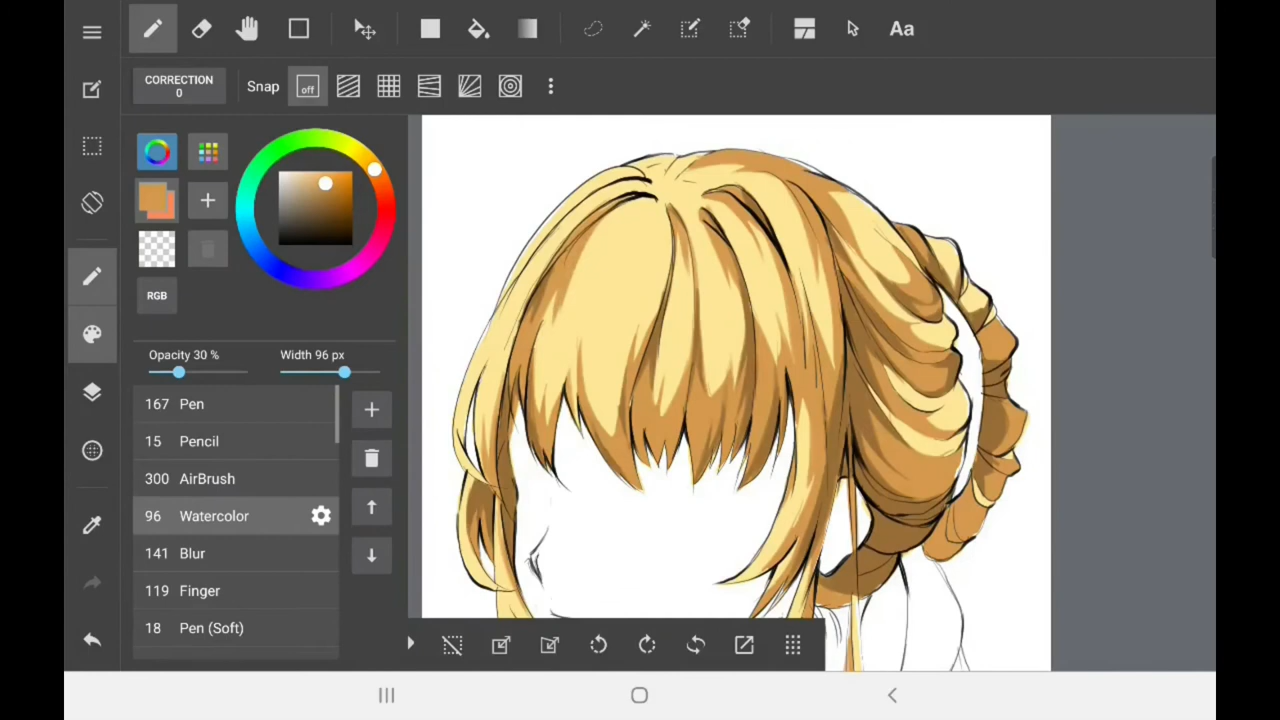 Aa
CORRECTION
0
Snap
off
RGB
Opacity 30 %
Width 96 px
167 Pen
15 Pencil
300 AirBrush
96 Watercolor
141 Blur
119 Finger
18 Pen (Soft)